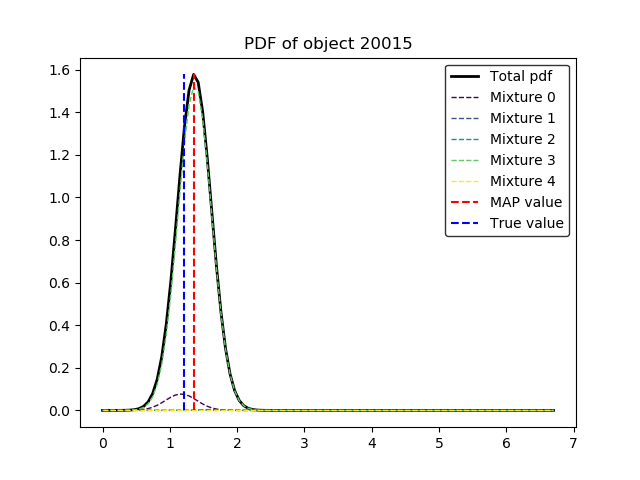 PDF of object 20015
1.6
1.4
1.2
1.0
0.8
0.6
0.4
0.2
0.0
0 1 2 3 4 5 6 7
Total pdf
Mixture 0
Mixture 1
Mixture 2
Mixture 3
Mixture 4
MAP value
True value